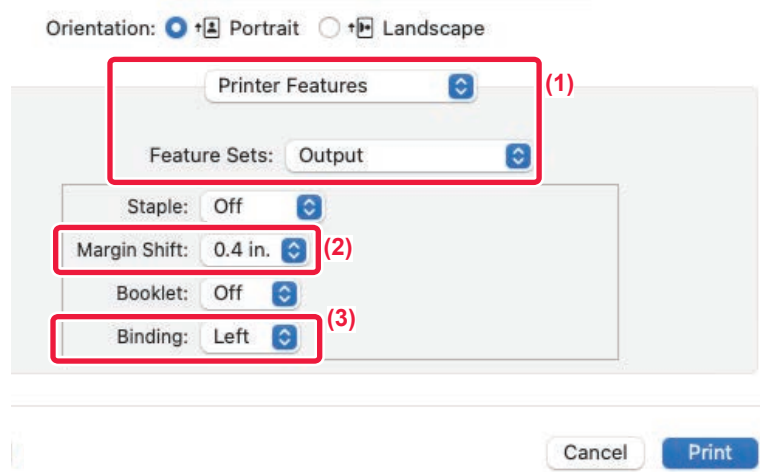 Orientation: Portrait Landscape
Printer Features (1)
Feature Sets: Output
Staple: Off
Margin Shift: 0.4 in. (2)
Booklet: Off
(3)
Binding: Left
Cancel Print